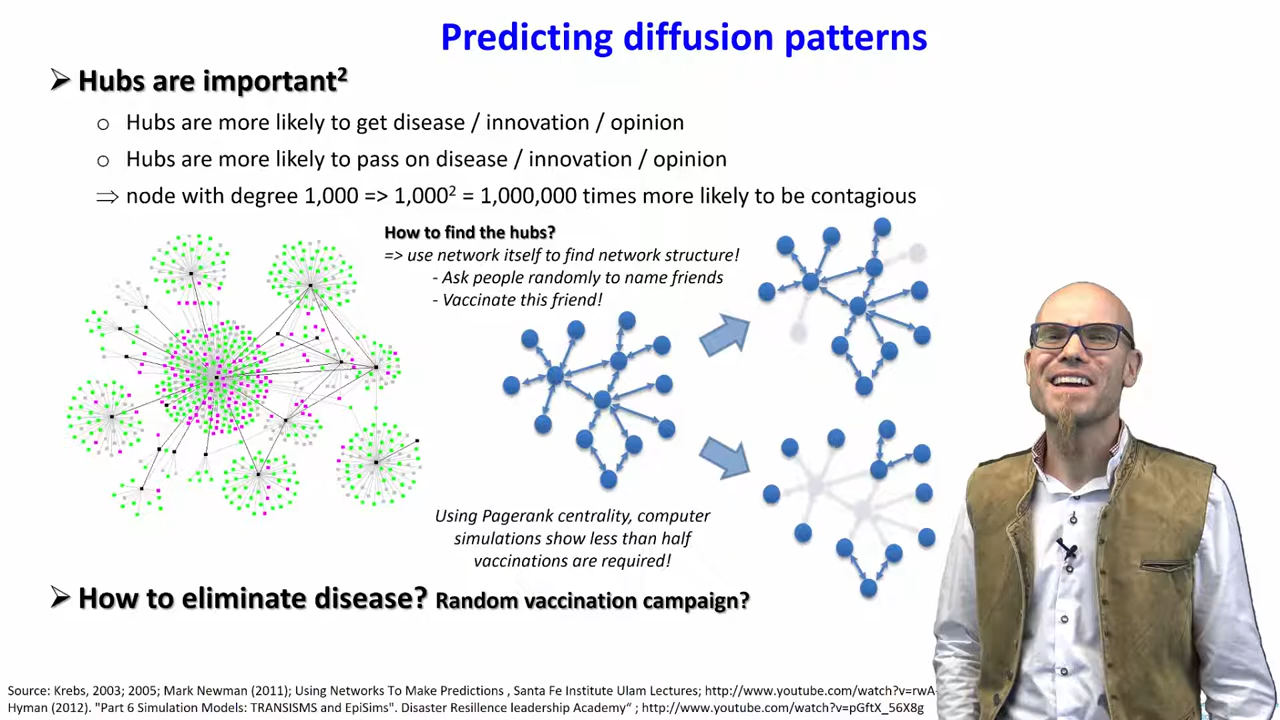 Predicting diffusion patterns
➢ Hubs are important²
o Hubs are more likely to get disease / innovation / opinion
o Hubs are more likely to pass on disease / innovation / opinion
⇒ node with degree 1,000 => 1,000² = 1,000,000 times more likely to be contagious
How to find the hubs?
=> use network itself to find network structure!
- Ask people randomly to name friends
- Vaccinate this friend!
Using Pagerank centrality, computer
simulations show less than half
vaccinations are required!
➢ How to eliminate disease? Random vaccination campaign?
Source: Krebs, 2003; 2005; Mark Newman (2011); Using Networks To Make Predictions , Santa Fe Institute Ulam Lectures; http://www.youtube.com/watch?v=rwA-
Hyman (2012). "Part 6 Simulation Models: TRANSISMS and EpiSims". Disaster Resillence leadership Academy“ ; http://www.youtube.com/watch?v=pGftX_56X8g